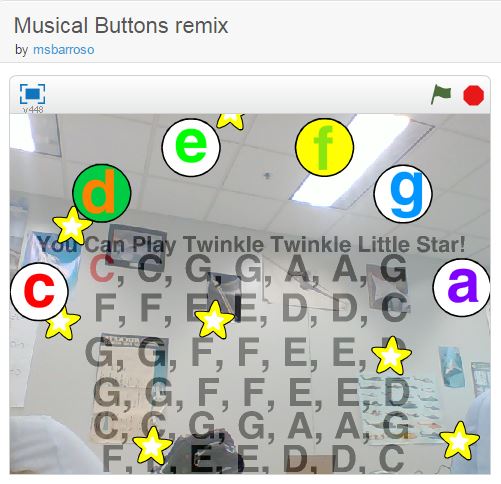 Musical Buttons remix
by msbarroso
v448
e
f
d
g
You Can Play Twinkle Twinkle Little Star!
c
a
C, C, G, G, A, A, G
F, F, E, E, D, D, C
G, G, F, F, E, E,
G, G, F, F, E, E, D
C, C, G, G, A, A, G
F, F, E, E, D, D, C